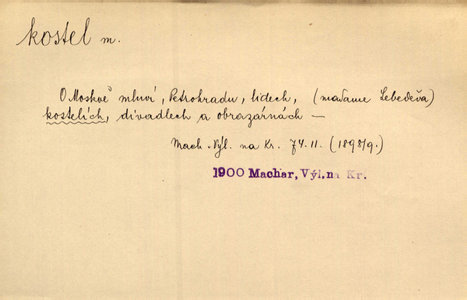 kostel m.
O Moskvě mluví, Petrohradu, lidech, (madame Lebeděva)
kostelích, divadlech a obrazárnách —
Mach. Výl. na Kr. 74.II. (1898/9.)
1900 Machar, Výl.na Kr.